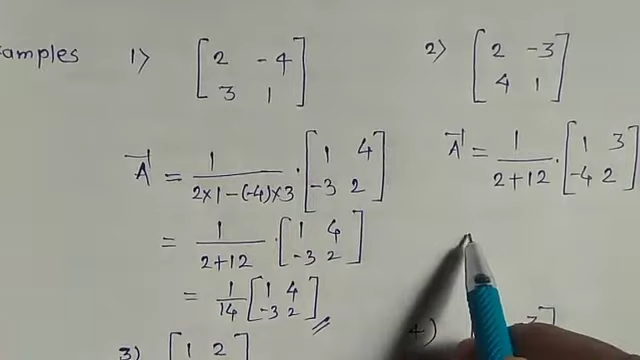 amples 1) [2 -4 3 1]
A⁻¹ = 1/(2×1-(-4)×3) · [1 4 -3 2]
= 1/(2+12) · [1 4 -3 2]
= 1/14 [1 4 -3 2]
3) [1 2
2) [2 -3 4 1]
A⁻¹ = 1/(2+12) · [1 3 -4 2]
4)